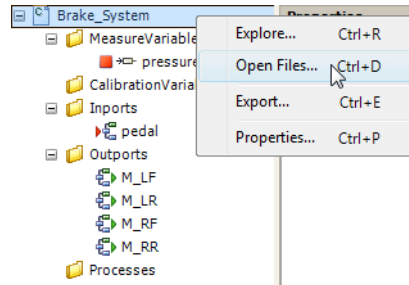 Brake_System
MeasureVariable
pressure
CalibrationVaria
Inports
pedal
Outports
M_LF
M_LR
M_RF
M_RR
Processes
Explore... Ctrl+R
Open Files... Ctrl+D
Export... Ctrl+E
Properties... Ctrl+P